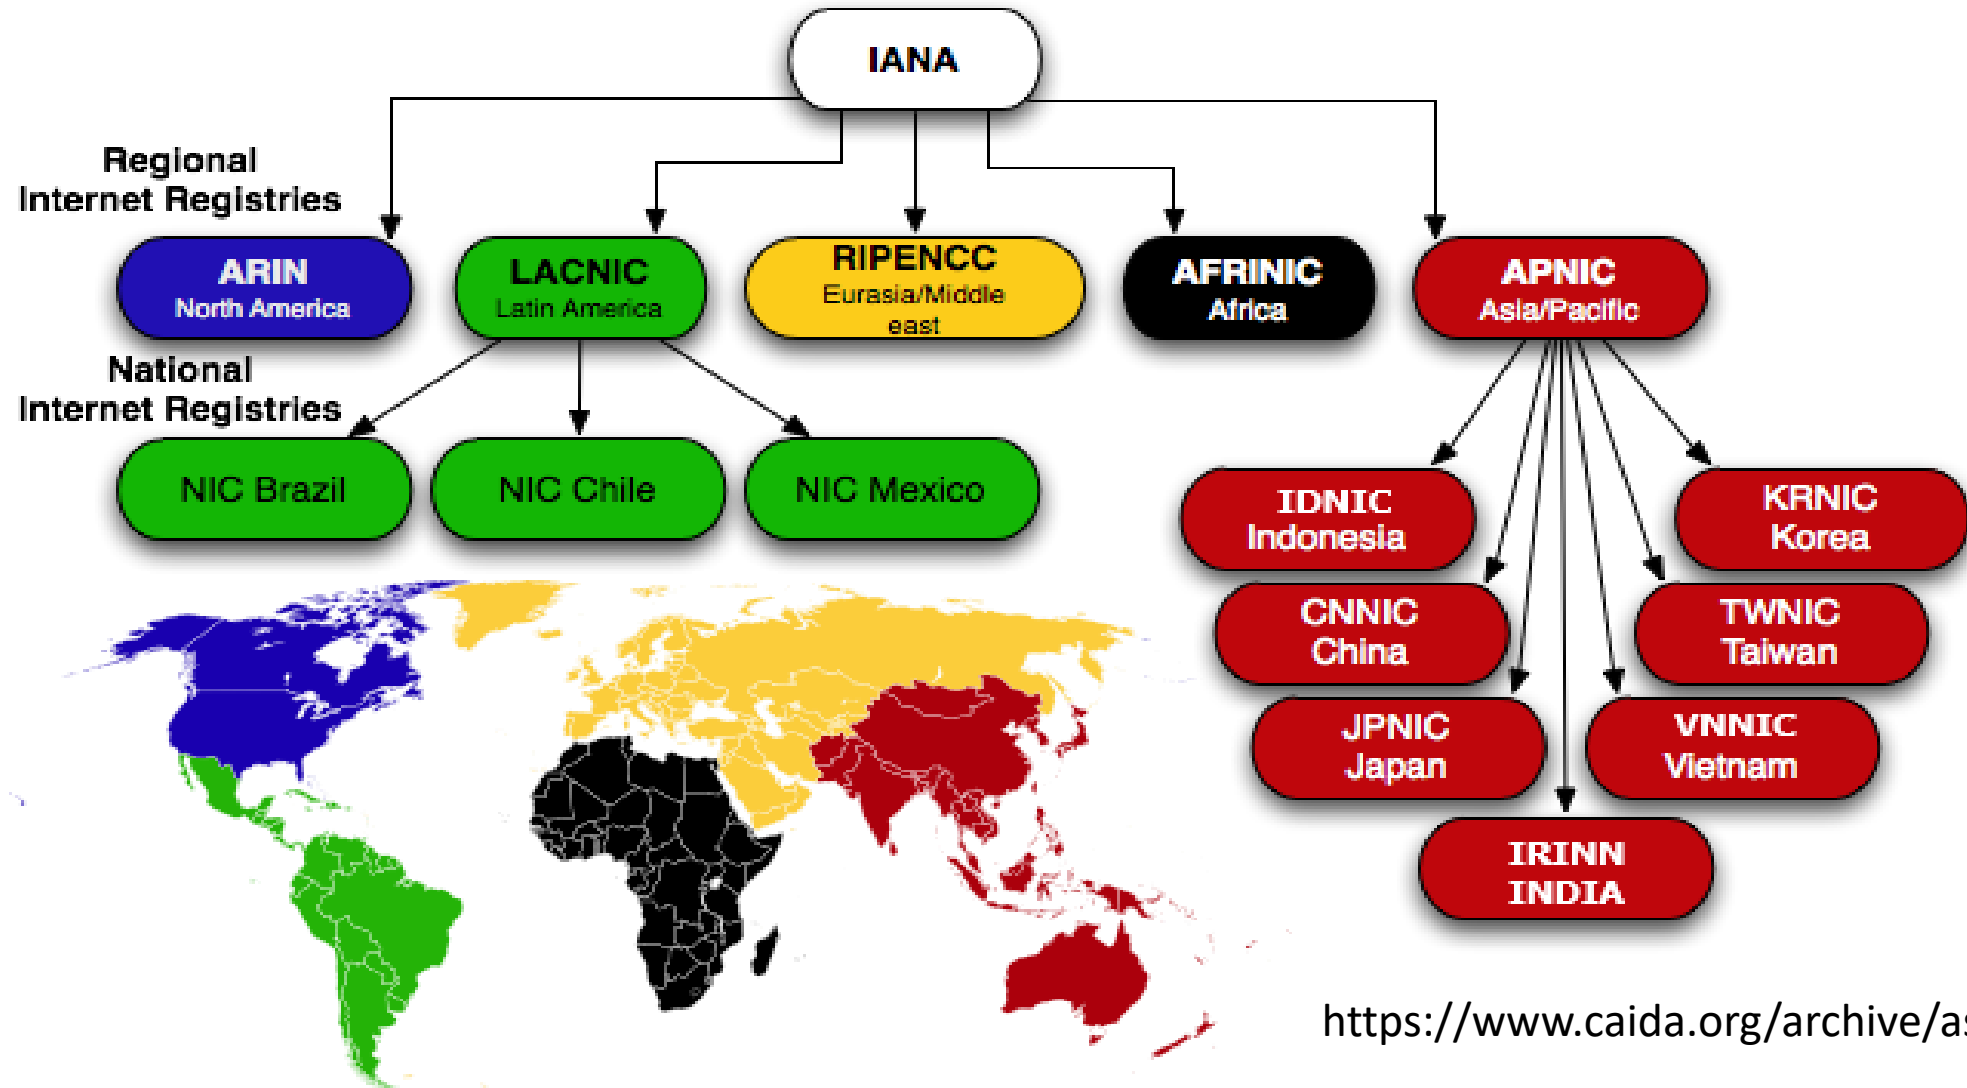 IANA
Regional
Internet Registries
ARIN
North America
LACNIC
Latin America
RIPENCC
Eurasia/Middle
east
AFRINIC
Africa
APNIC
Asia/Pacific
National
Internet Registries
NIC Brazil
NIC Chile
NIC Mexico
IDNIC
Indonesia
KRNIC
Korea
CNNIC
China
TWNIC
Taiwan
JPNIC
Japan
VNNIC
Vietnam
IRINN
INDIA
https://www.caida.org/archive/as